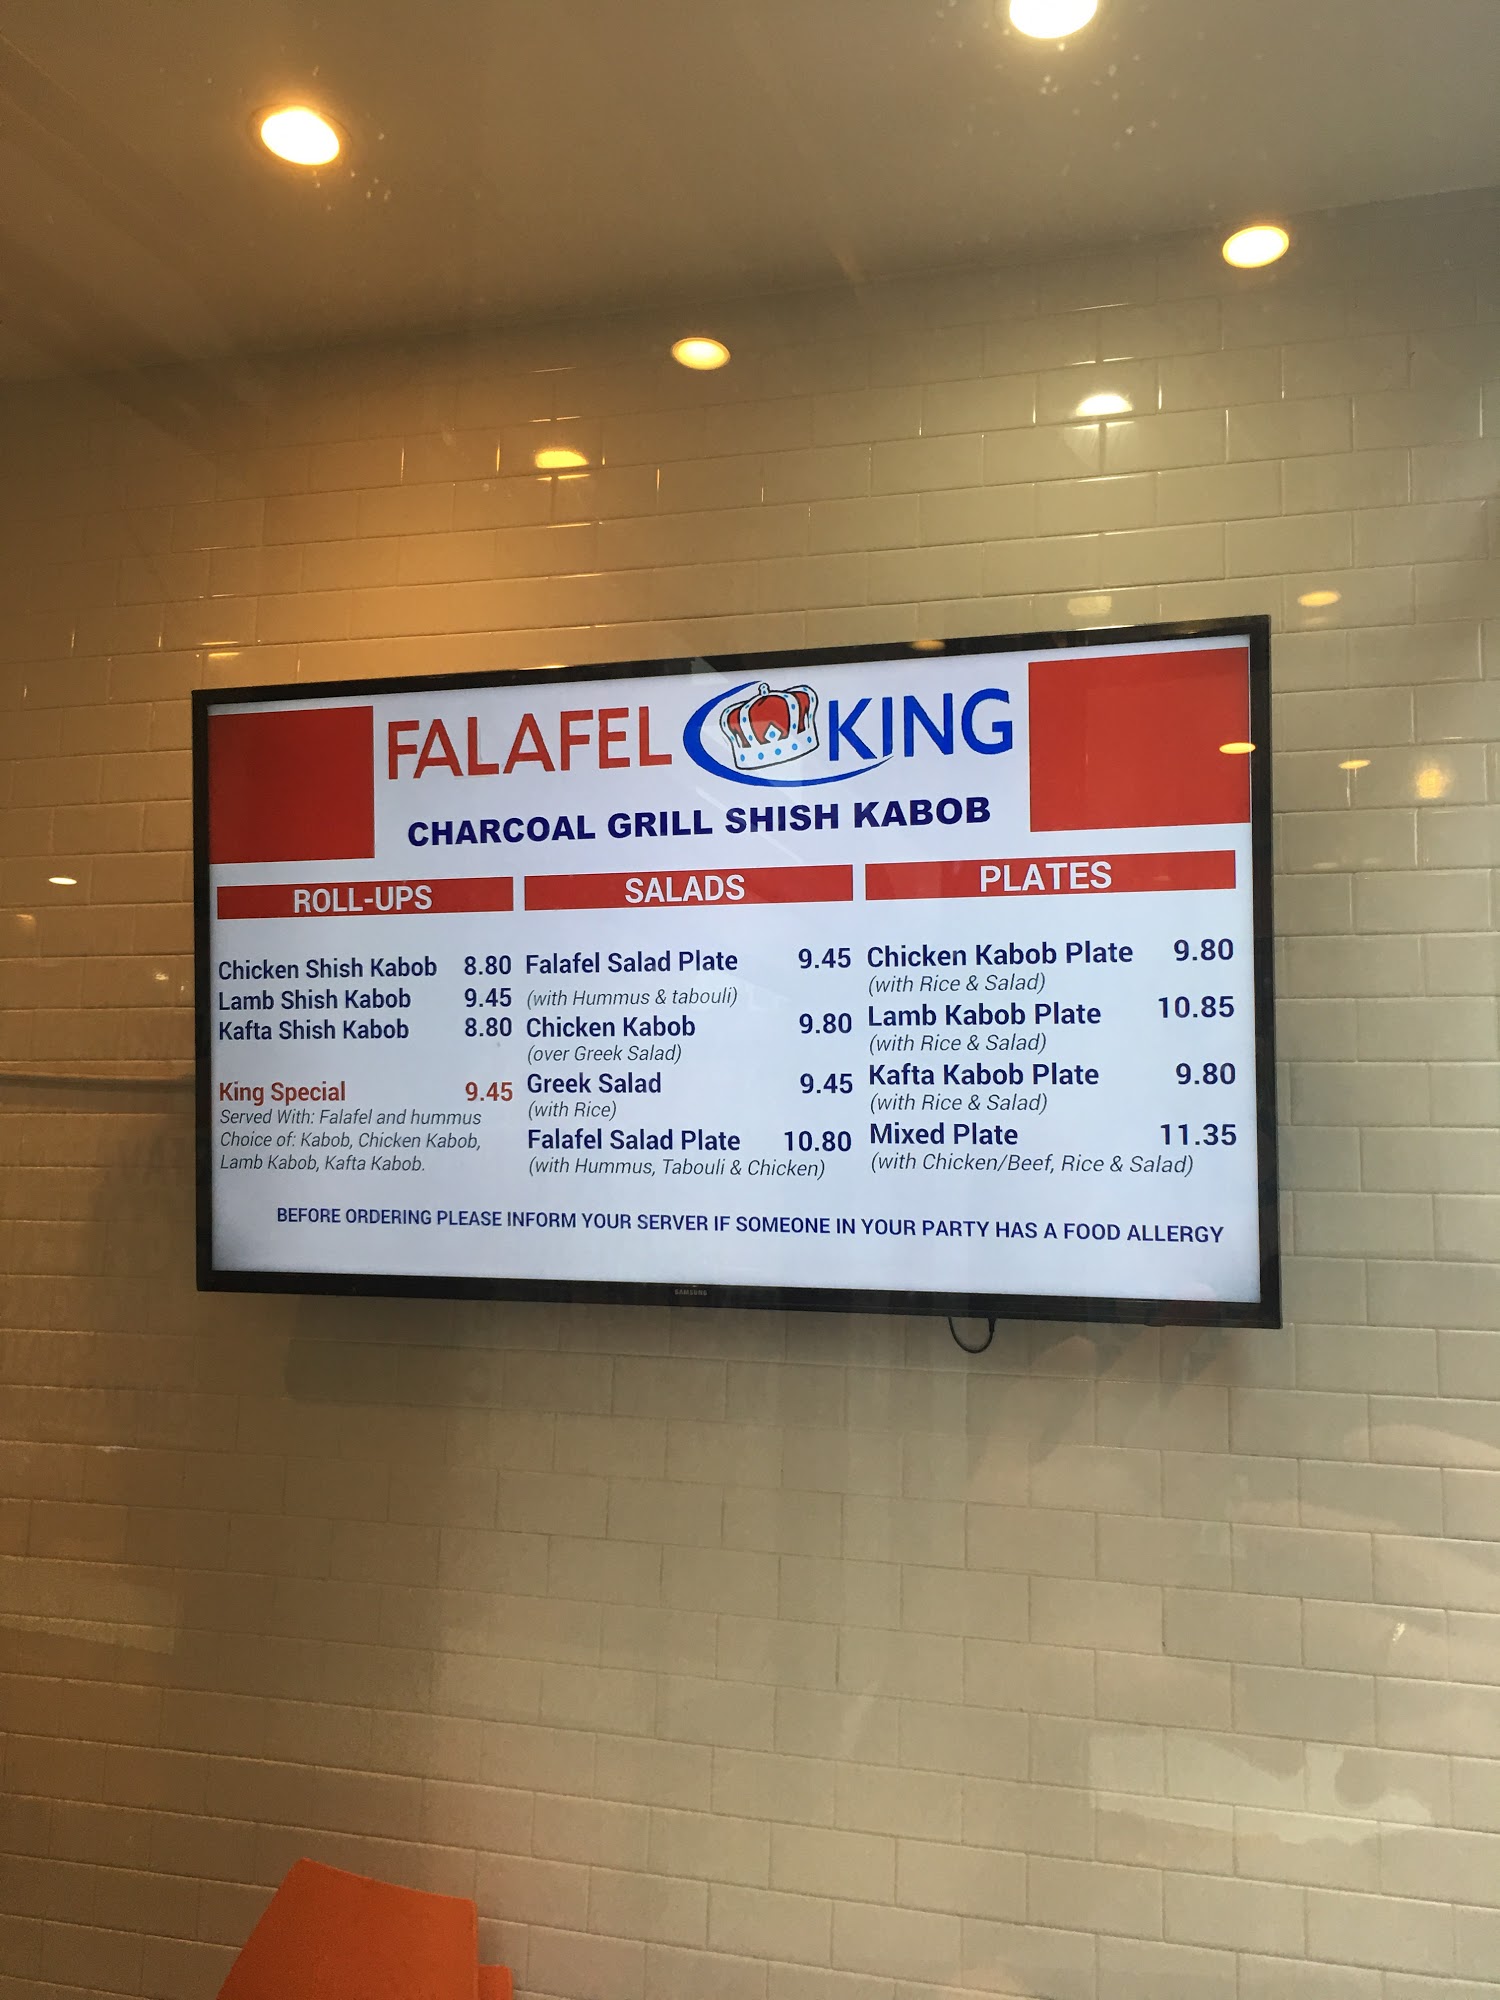 FALAFEL KING
CHARCOAL GRILL SHISH KABOB
ROLL-UPS
Chicken Shish Kabob 8.80
Lamb Shish Kabob 9.45
Kafta Shish Kabob 8.80
King Special 9.45
Served With: Falafel and hummus
Choice of: Kabob, Chicken Kabob,
Lamb Kabob, Kafta Kabob.
SALADS
Falafel Salad Plate 9.45
(with Hummus & tabouli)
Chicken Kabob 9.80
(over Greek Salad)
Greek Salad 9.45
(with Rice)
Falafel Salad Plate 10.80
(with Hummus, Tabouli & Chicken)
PLATES
Chicken Kabob Plate 9.80
(with Rice & Salad)
Lamb Kabob Plate 10.85
(with Rice & Salad)
Kafta Kabob Plate 9.80
(with Rice & Salad)
Mixed Plate 11.35
(with Chicken/Beef, Rice & Salad)
BEFORE ORDERING PLEASE INFORM YOUR SERVER IF SOMEONE IN YOUR PARTY HAS A FOOD ALLERGY
SAMSUNG